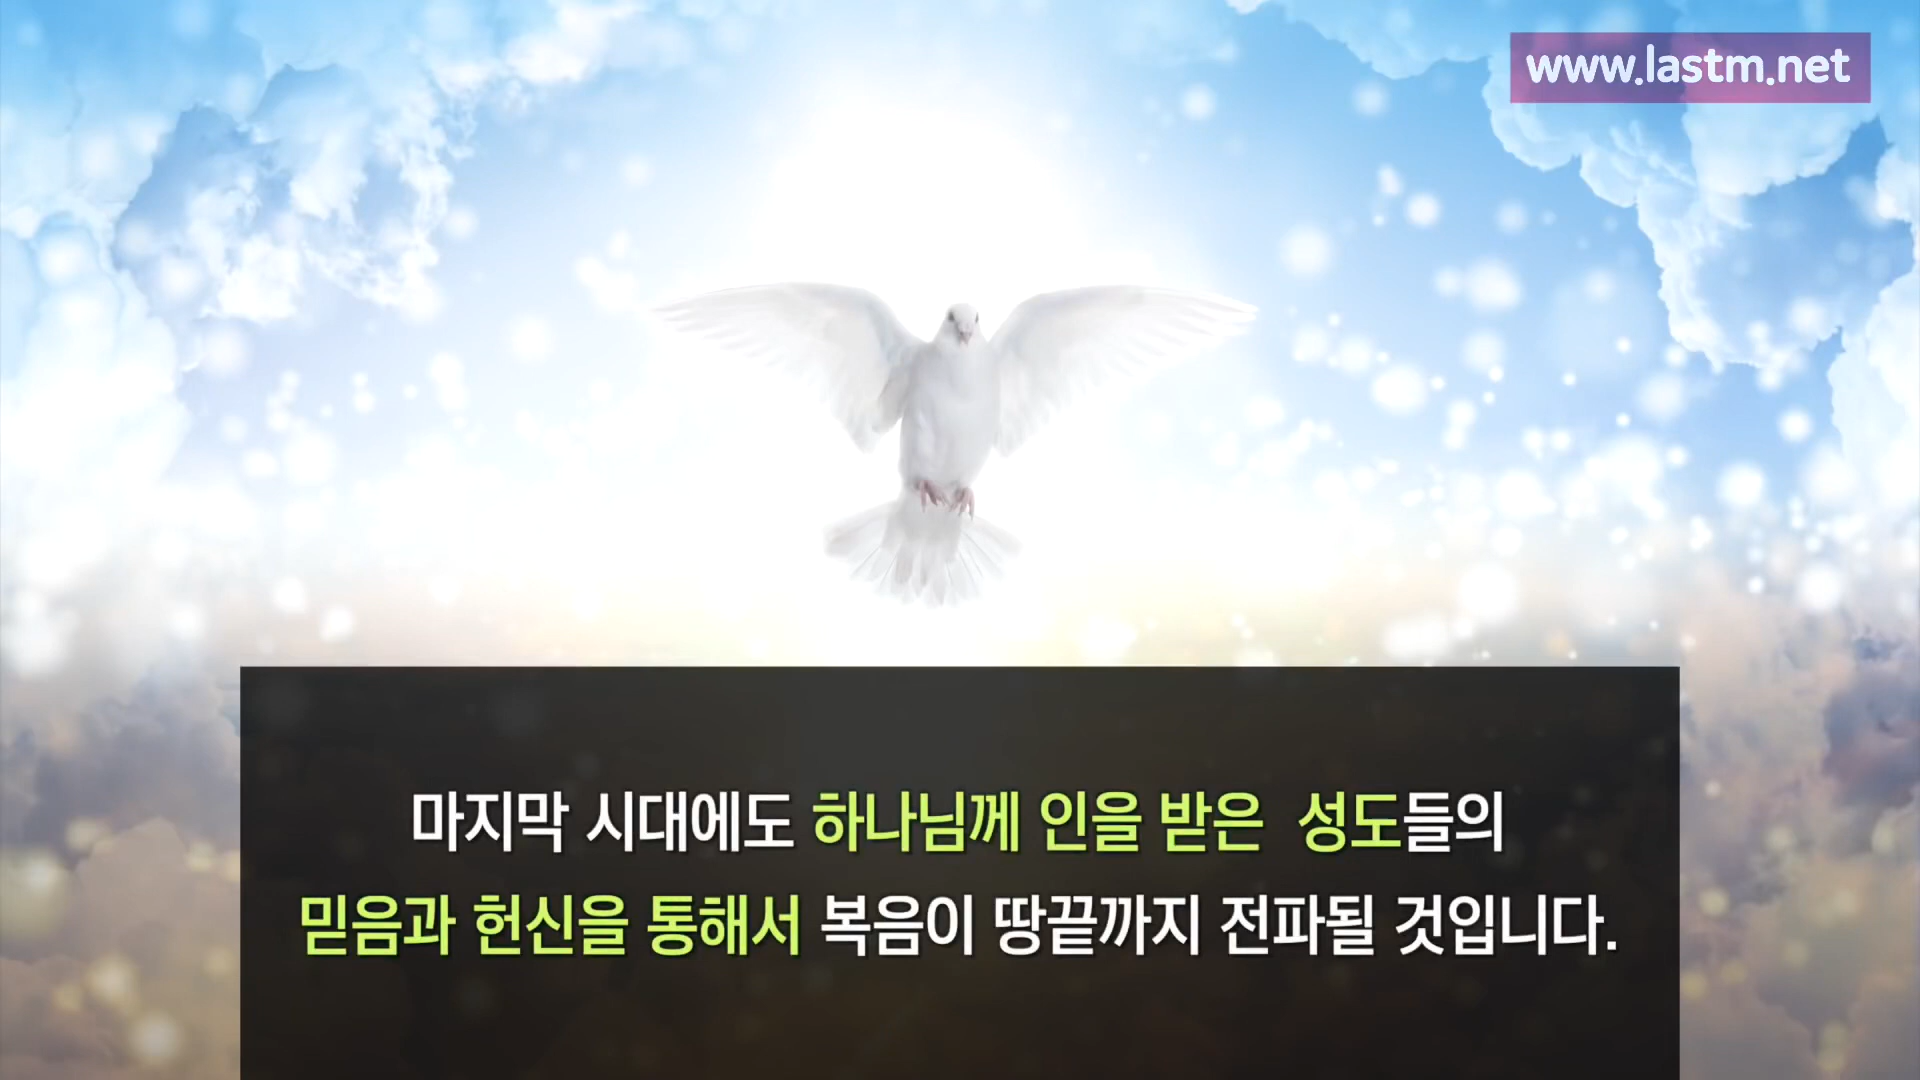 www.lastm.net
마지막 시대에도 하나님께 인을 받은 성도들의
믿음과 헌신을 통해서 복음이 땅끝까지 전파될 것입니다.